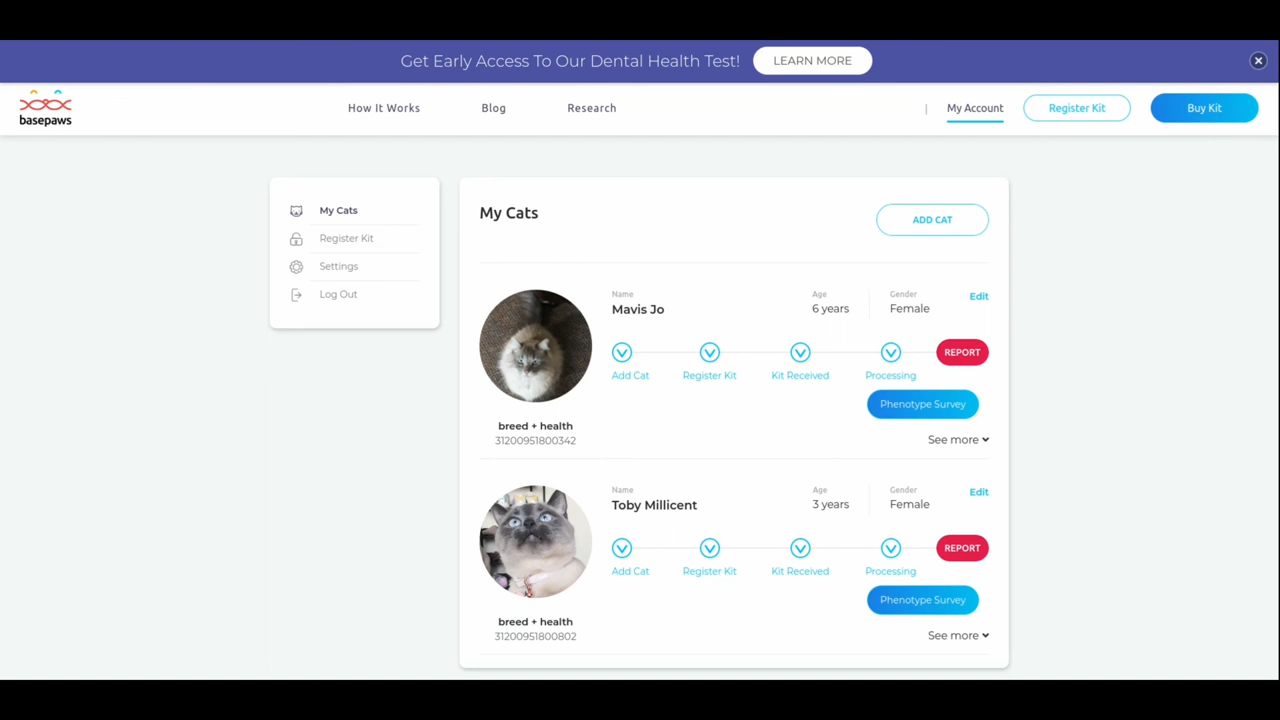 Get Early Access To Our Dental Health Test! LEARN MORE
basepaws
How It Works Blog Research | My Account Register Kit Buy Kit
My Cats
Register Kit
Settings
Log Out
My Cats ADD CAT
Name Age Gender Edit
Mavis Jo 6 years Female
REPORT
Add Cat Register Kit Kit Received Processing
Phenotype Survey
breed + health
31200951800342
See more
Name Age Gender Edit
Toby Millicent 3 years Female
REPORT
Add Cat Register Kit Kit Received Processing
Phenotype Survey
breed + health
31200951800802
See more